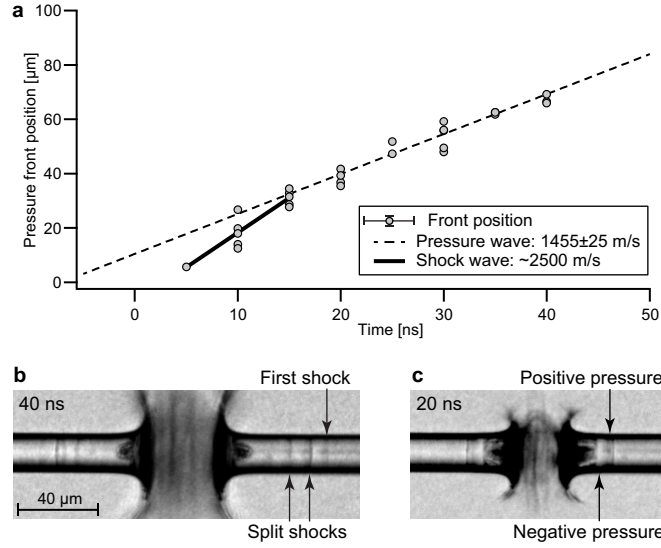 a
100
80
60
40
20
0
Pressure front position [µm]
0
10
20
30
40
50
Time [ns]
Front position
Pressure wave: 1455±25 m/s
Shock wave: ~2500 m/s
b
First shock
40 ns
40 µm
Split shocks
c
Positive pressure
20 ns
Negative pressure